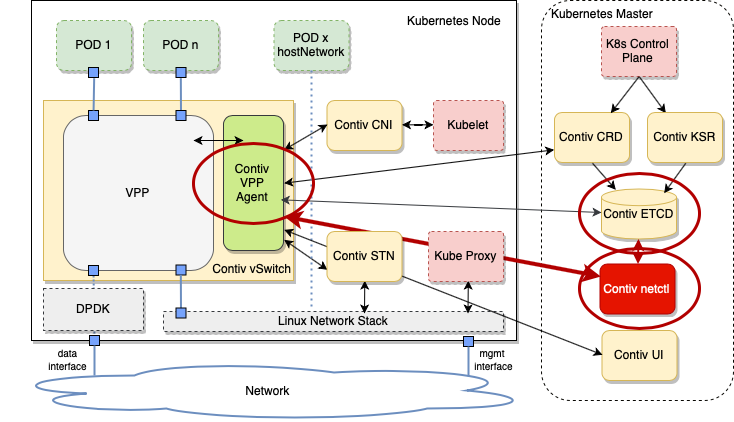 Kubernetes Node
Kubernetes Master
POD 1
POD n
POD x
hostNetwork
K8s Control
Plane
Contiv CNI
Kubelet
Contiv CRD
Contiv KSR
VPP
Contiv
VPP
Agent
Contiv ETCD
Contiv vSwitch
Contiv STN
Kube Proxy
Contiv netctl
DPDK
Linux Network Stack
Contiv UI
data
interface
mgmt
interface
Network